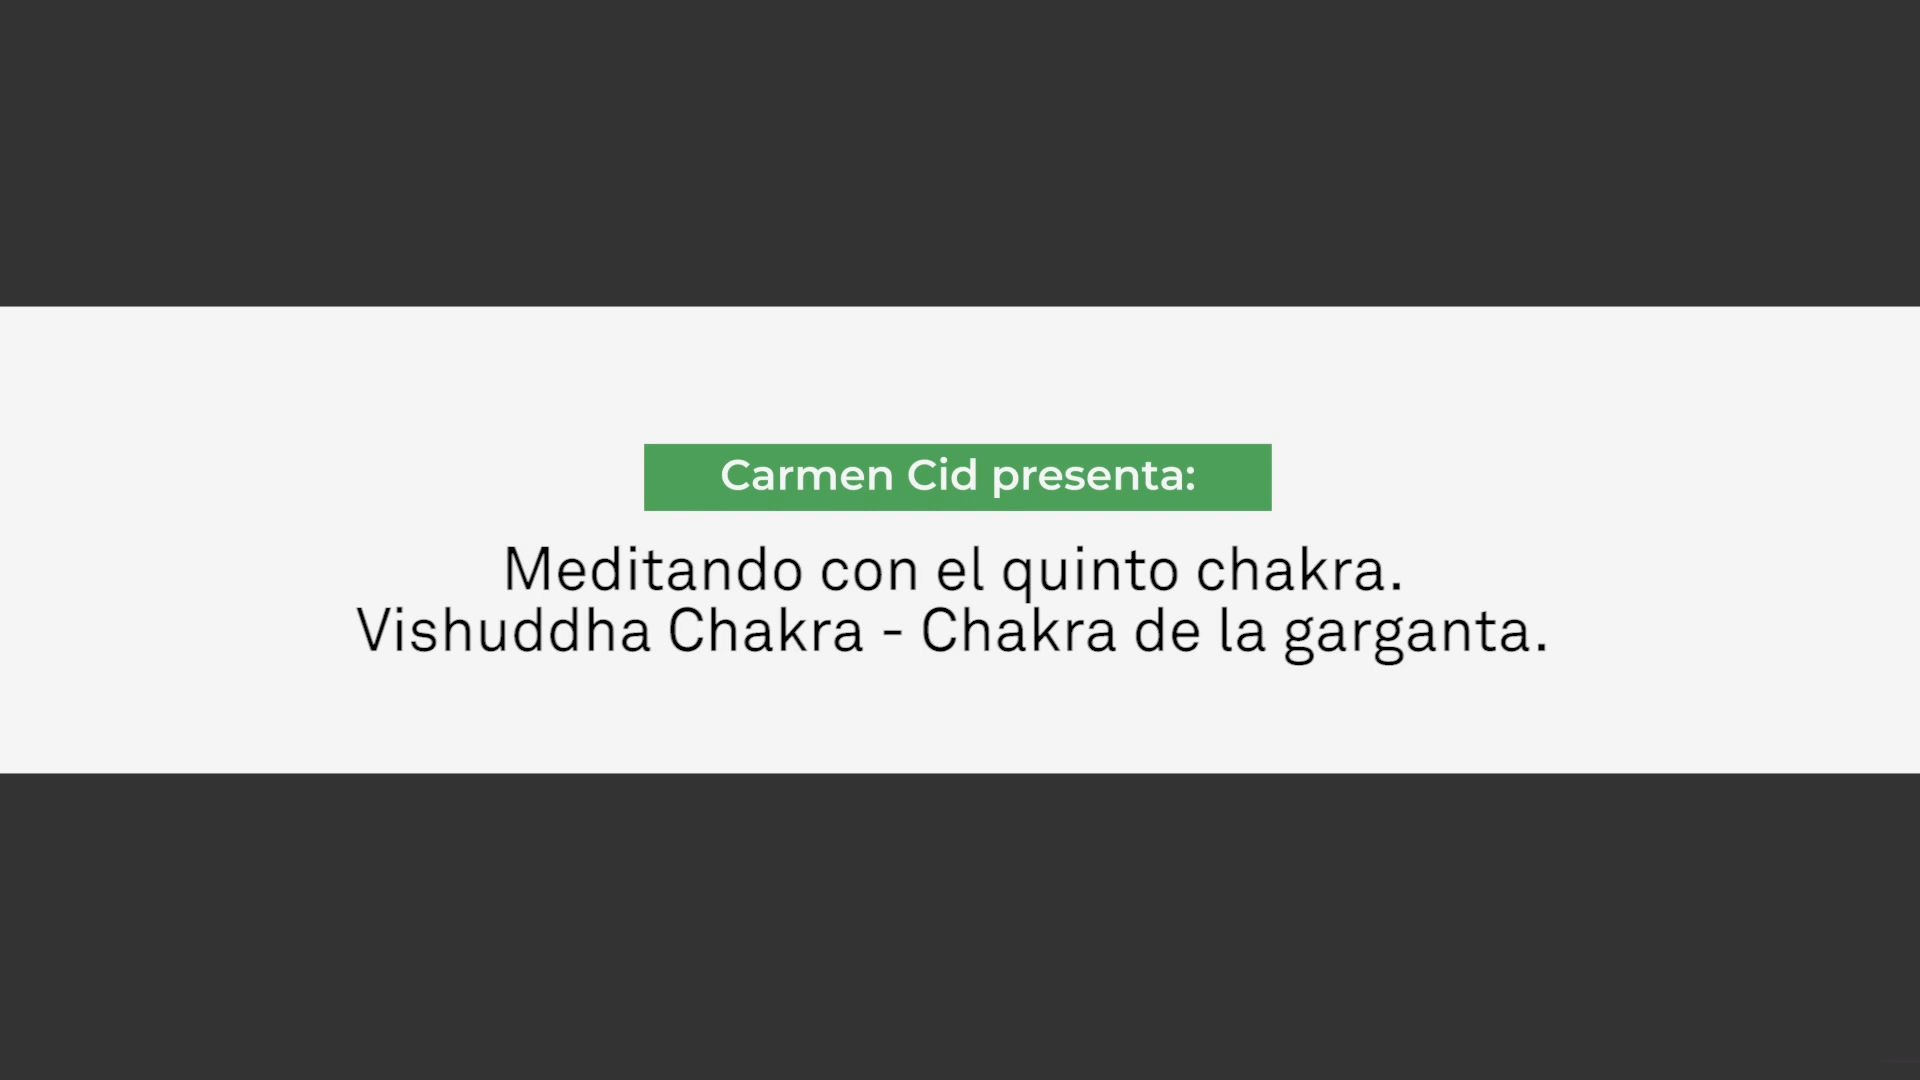 Carmen Cid presenta:
Meditando con el quinto chakra.
Vishuddha Chakra - Chakra de la garganta.